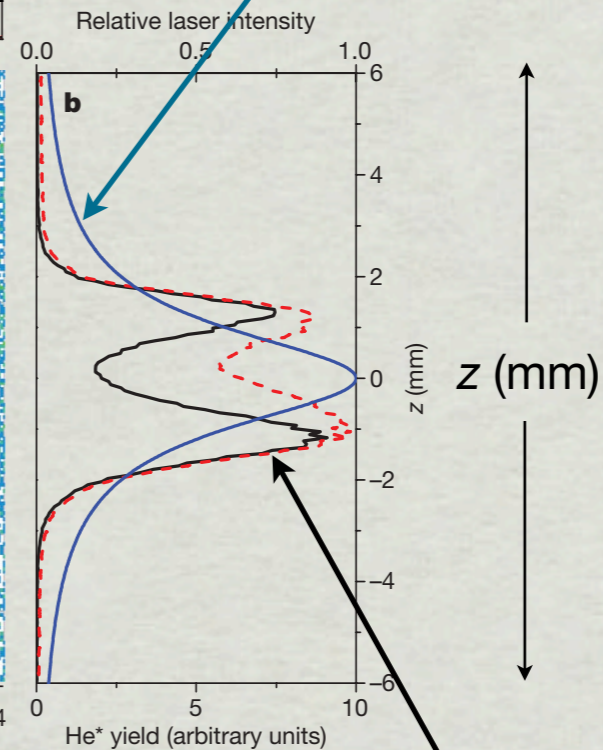 Relative laser intensity
0.0 0.5 1.0
b
6
4
2
0
−2
−4
−6
z (mm)
z (mm)
0 5 10
4
He* yield (arbitrary units)